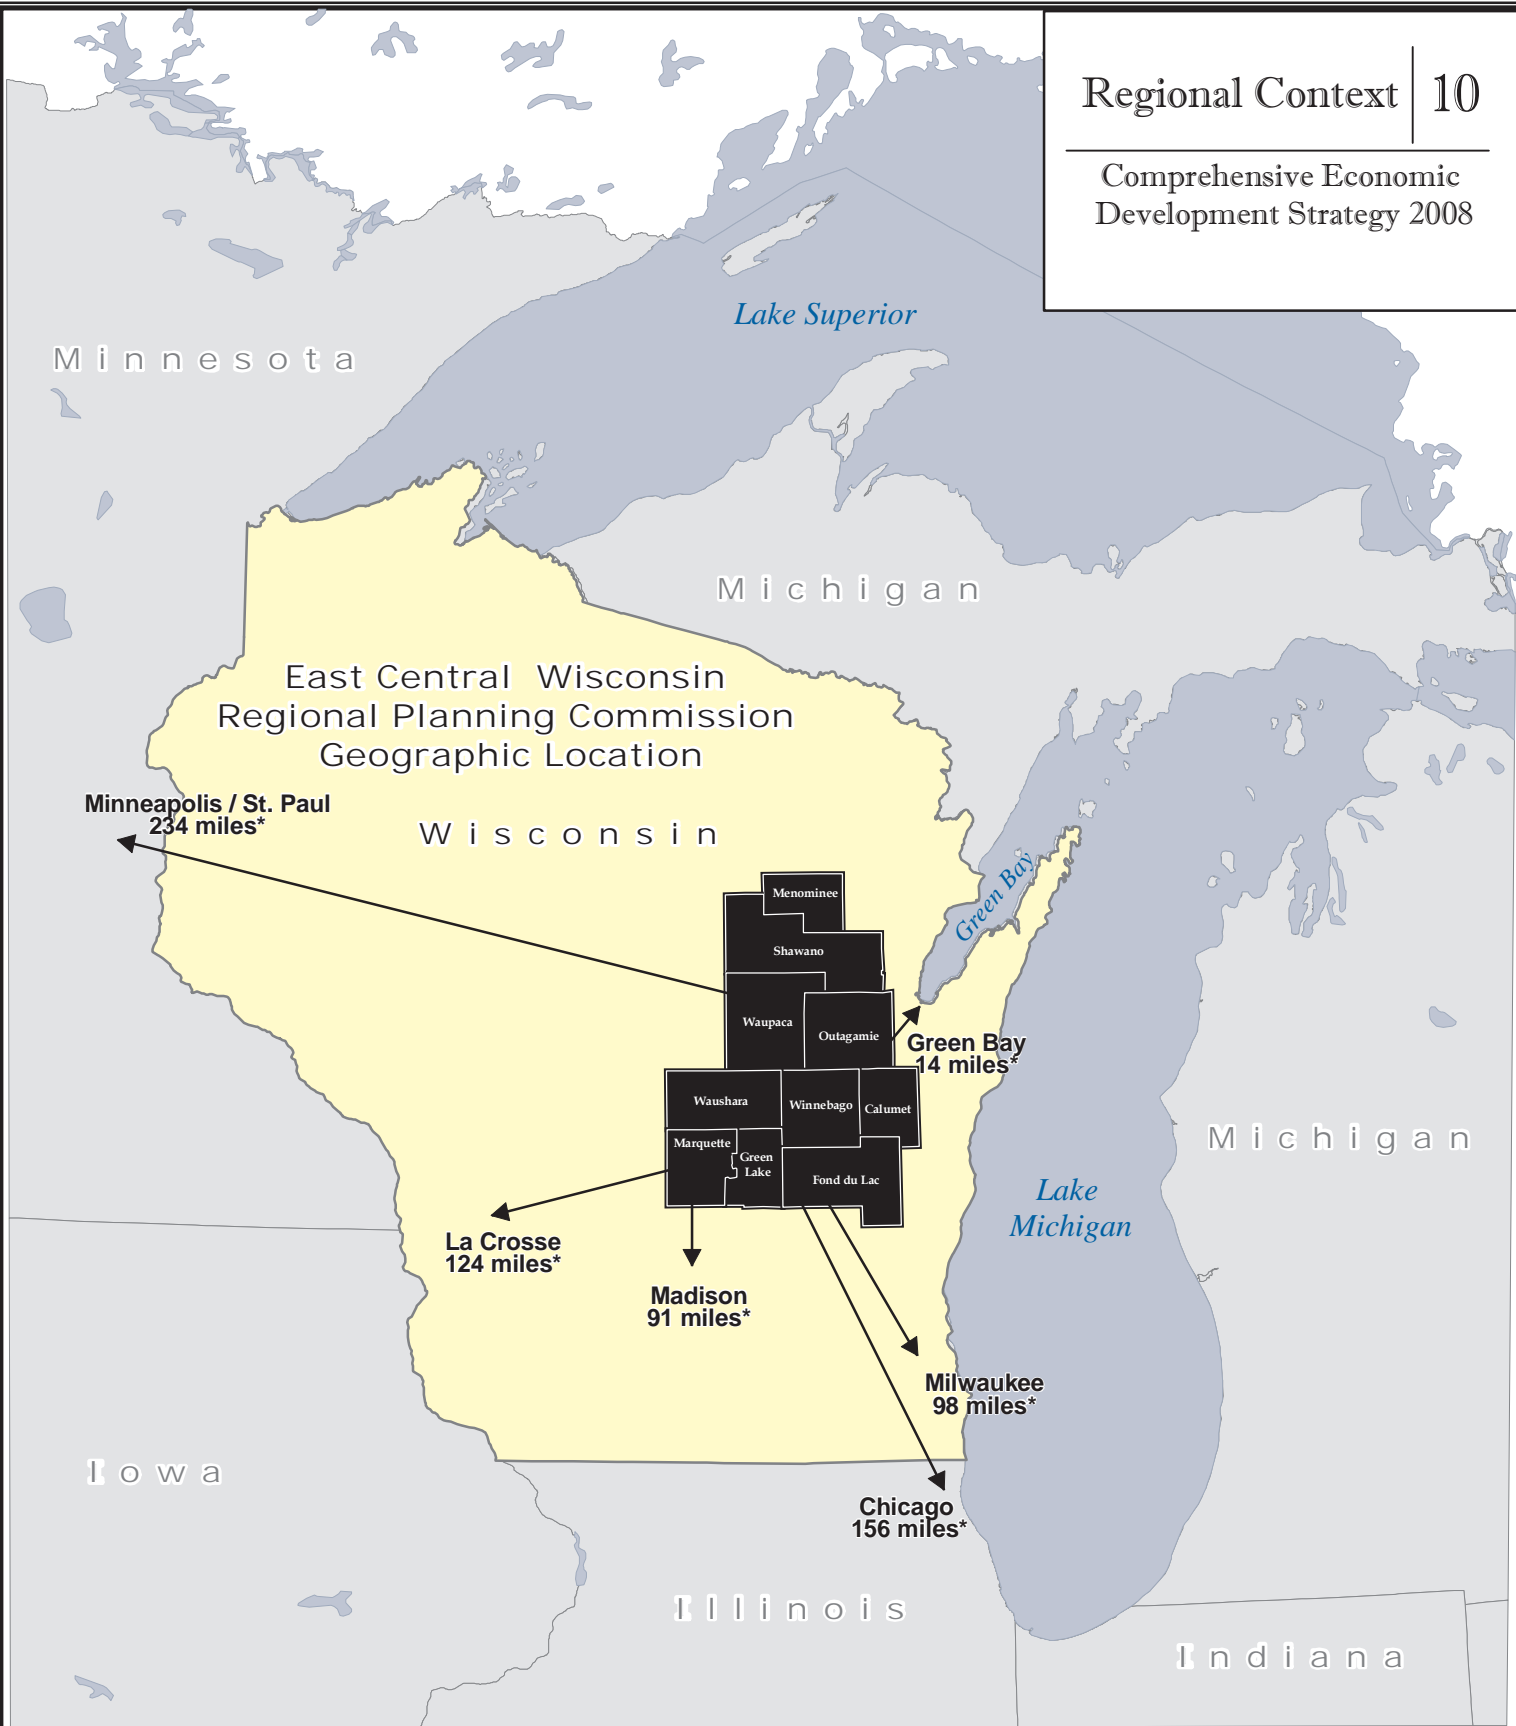 Regional Context 10
Comprehensive Economic
Development Strategy 2008
Lake Superior
Minnesota
Michigan
East Central Wisconsin
Regional Planning Commission
Geographic Location
Minneapolis / St. Paul
234 miles*
Wisconsin
Green Bay
Menominee
Shawano
Waupaca
Outagamie
Green Bay
14 miles*
Waushara
Winnebago
Calumet
Marquette
Green
Lake
Fond du Lac
Michigan
Lake
Michigan
La Crosse
124 miles*
Madison
91 miles*
Milwaukee
98 miles*
Iowa
Chicago
156 miles*
Illinois
Indiana